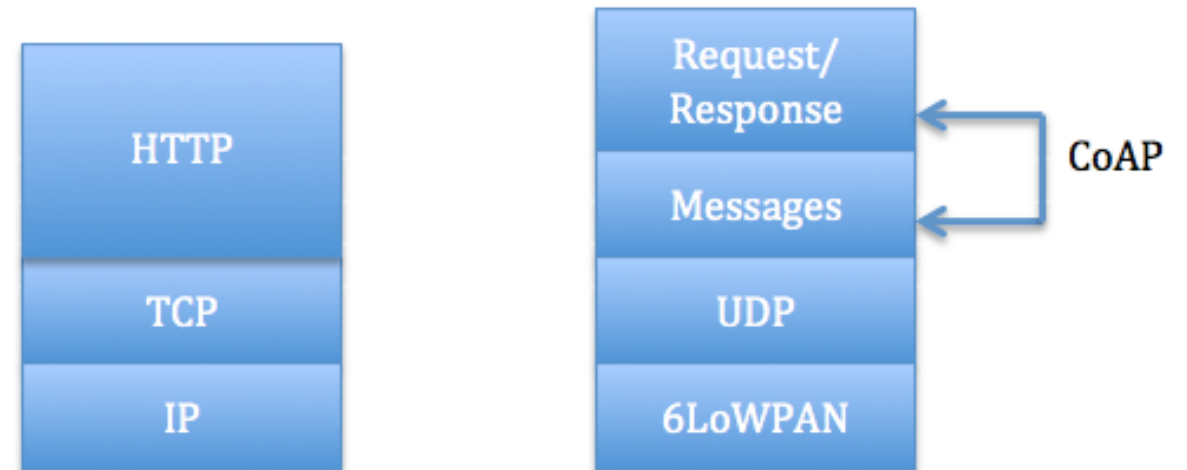 HTTP
TCP
IP
Request/
Response
Messages
UDP
6LoWPAN
CoAP